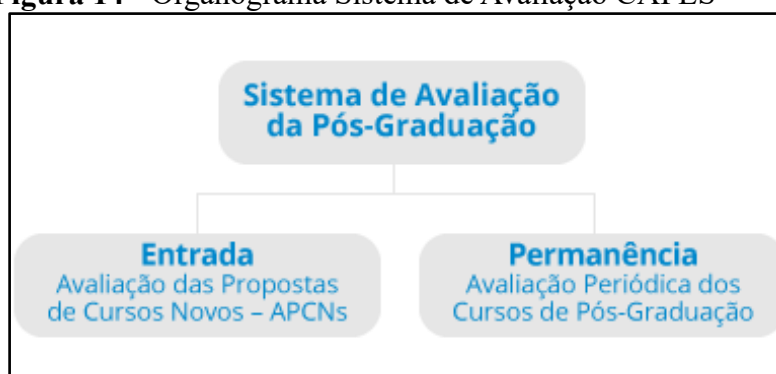 Organograma Sistema de Avaliação CAPES
Sistema de Avaliação
da Pós-Graduação
Entrada
Avaliação das Propostas
de Cursos Novos – APCNs
Permanência
Avaliação Periódica dos
Cursos de Pós-Graduação